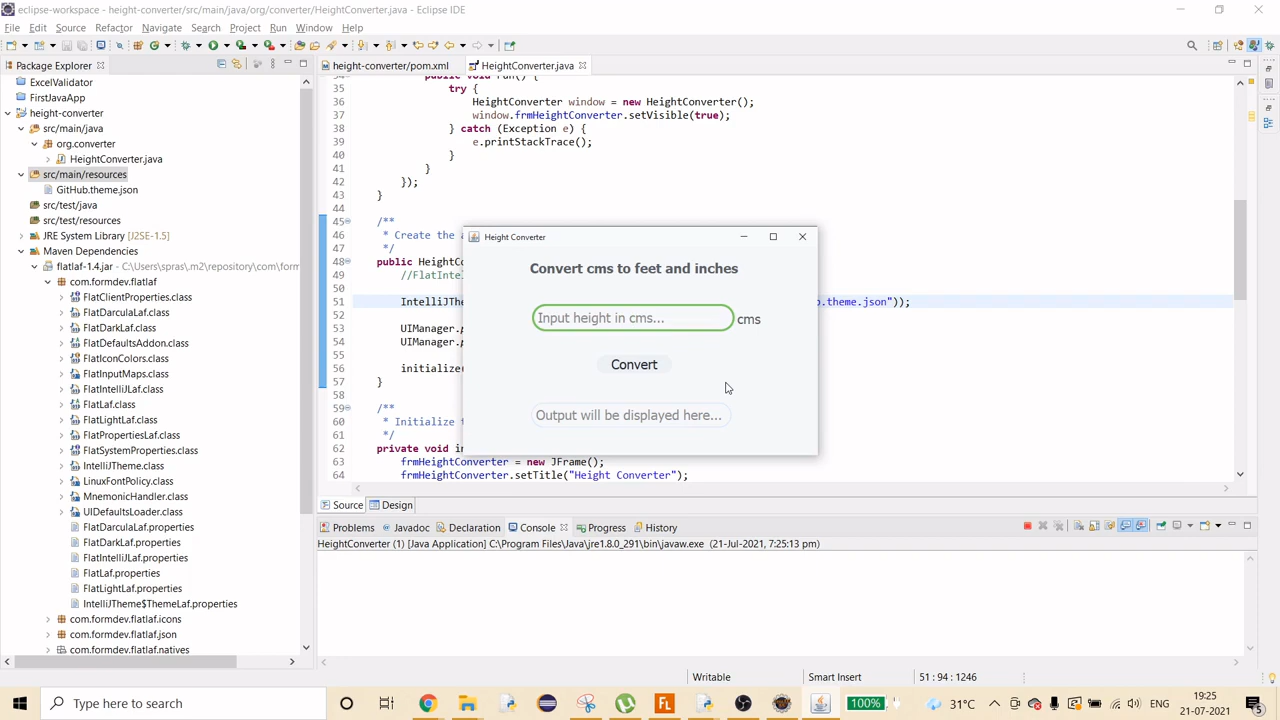 eclipse-workspace - height-converter/src/main/java/org/converter/HeightConverter.java - Eclipse IDE
File Edit Source Refactor Navigate Search Project Run Window Help
Package Explorer
ExcelValidator
FirstJavaApp
height-converter
src/main/java
org.converter
HeightConverter.java
src/main/resources
GitHub.theme.json
src/test/java
src/test/resources
JRE System Library [J2SE-1.5]
Maven Dependencies
flatlaf-1.4.jar - C:\Users\spras\.m2\repository\com\form
com.formdev.flatlaf
FlatClientProperties.class
FlatDarculaLaf.class
FlatDarkLaf.class
FlatDefaultsAddon.class
FlatIconColors.class
FlatInputMaps.class
FlatIntelliJLaf.class
FlatLaf.class
FlatLightLaf.class
FlatPropertiesLaf.class
FlatSystemProperties.class
IntelliJTheme.class
LinuxFontPolicy.class
MnemonicHandler.class
UIDefaultsLoader.class
FlatDarculaLaf.properties
FlatDarkLaf.properties
FlatIntelliJLaf.properties
FlatLaf.properties
FlatLightLaf.properties
IntelliJTheme$ThemeLaf.properties
com.formdev.flatlaf.icons
com.formdev.flatlaf.json
com.formdev.flatlaf.natives
height-converter/pom.xml HeightConverter.java
35 try {
36 HeightConverter window = new HeightConverter();
37 window.frmHeightConverter.setVisible(true);
38 } catch (Exception e) {
39 e.printStackTrace();
40 }
41 }
42 });
43 }
44
45 /**
46 * Create the a
47 */
48 public HeightCo
49 //FlatInte
50
51 IntelliJThe .theme.json"));
52
53 UIManager.p
54 UIManager.p
55
56 initialize(
57 }
58
59 /**
60 * Initialize t
61 */
62 private void in
63 frmHeightConverter = new JFrame();
64 frmHeightConverter.setTitle("Height Converter");
Height Converter
Convert cms to feet and inches
Input height in cms... cms
Convert
Output will be displayed here...
Source Design
Problems Javadoc Declaration Console Progress History
HeightConverter (1) [Java Application] C:\Program Files\Java\jre1.8.0_291\bin\javaw.exe (21-Jul-2021, 7:25:13 pm)
Writable Smart Insert 51 : 94 : 1246
Type here to search
100%
31°C
ENG
19:25
21-07-2021
5